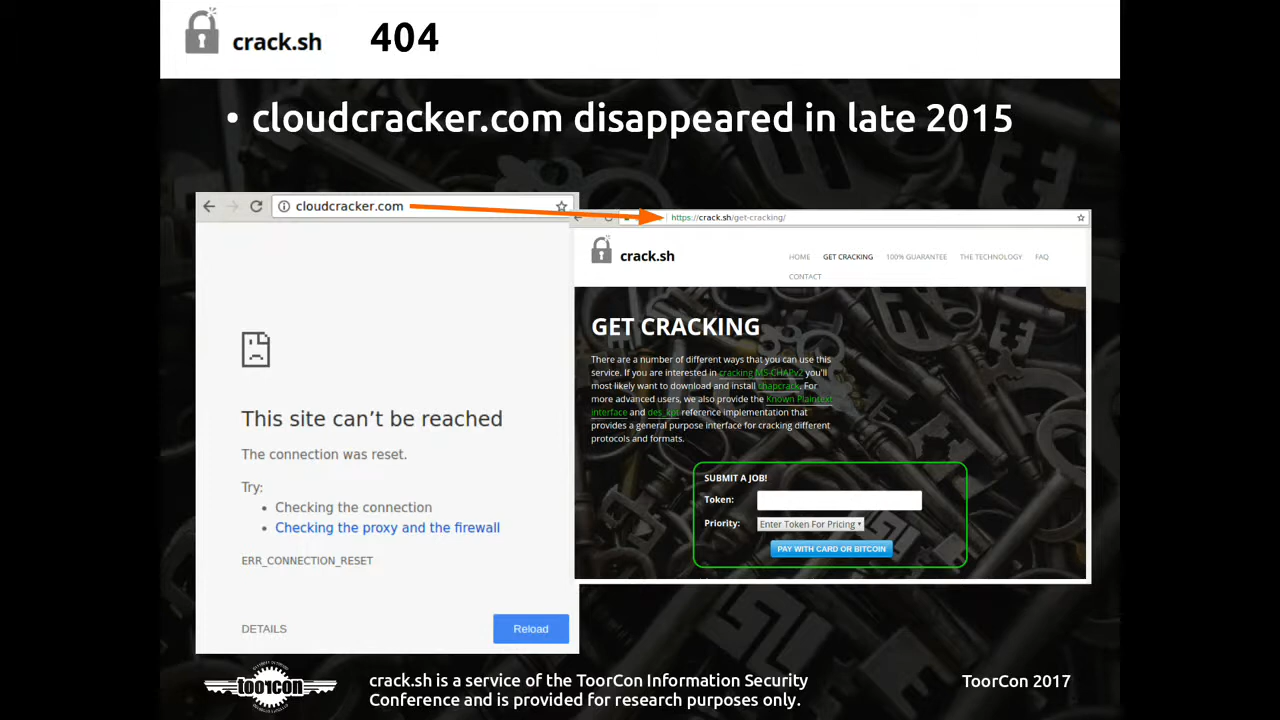 crack.sh 404
• cloudcracker.com disappeared in late 2015
cloudcracker.com
This site can’t be reached
The connection was reset.
Try:
• Checking the connection
• Checking the proxy and the firewall
ERR_CONNECTION_RESET
DETAILS
Reload
https://crack.sh/get-cracking/
crack.sh
HOME GET CRACKING 100% GUARANTEE THE TECHNOLOGY FAQ
CONTACT
GET CRACKING
There are a number of different ways that you can use this
service. If you are interested in cracking MS-CHAPv2 you'll
most likely want to download and install chapcrack. For
more advanced users, we also provide the Known Plaintext
interface and des_kpt reference implementation that
provides a general purpose interface for cracking different
protocols and formats.
SUBMIT A JOB!
Token:
Priority: Enter Token For Pricing
PAY WITH CARD OR BITCOIN
toorcon
crack.sh is a service of the ToorCon Information Security
Conference and is provided for research purposes only.
ToorCon 2017